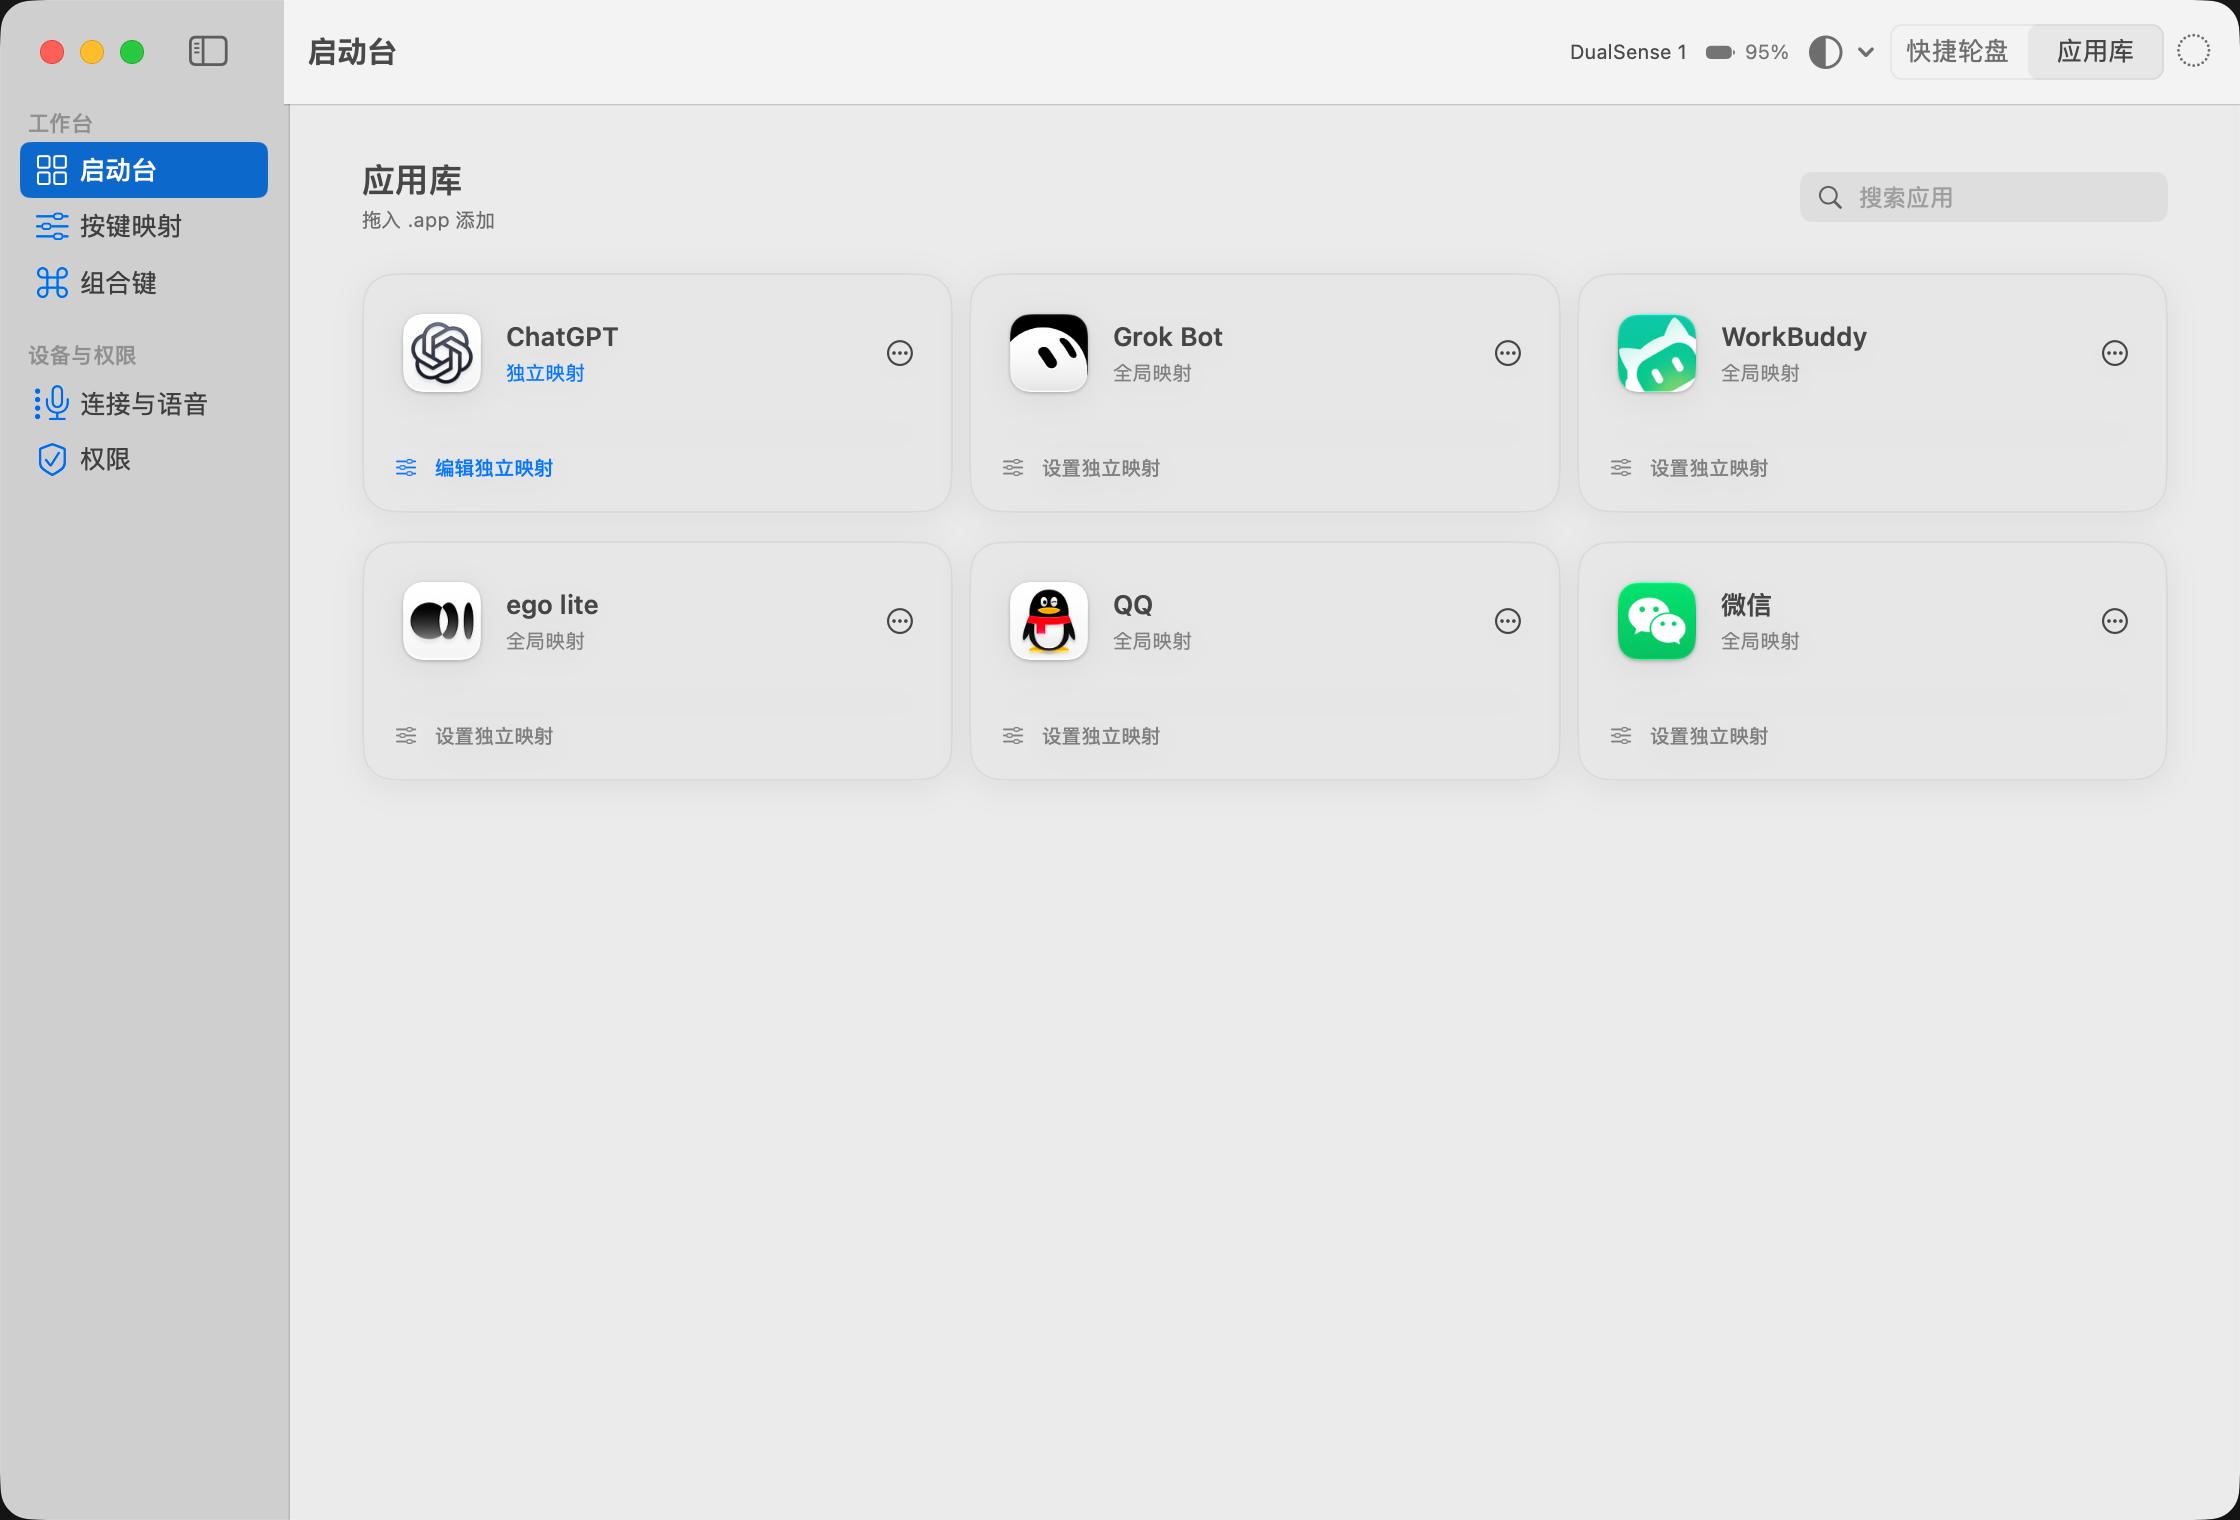 启动台
DualSense 1 95%
快捷轮盘
应用库
工作台
启动台
按键映射
组合键
设备与权限
连接与语音
权限
应用库
拖入 .app 添加
搜索应用
ChatGPT
独立映射
编辑独立映射
Grok Bot
全局映射
设置独立映射
WorkBuddy
全局映射
设置独立映射
ego lite
全局映射
设置独立映射
QQ
全局映射
设置独立映射
微信
全局映射
设置独立映射